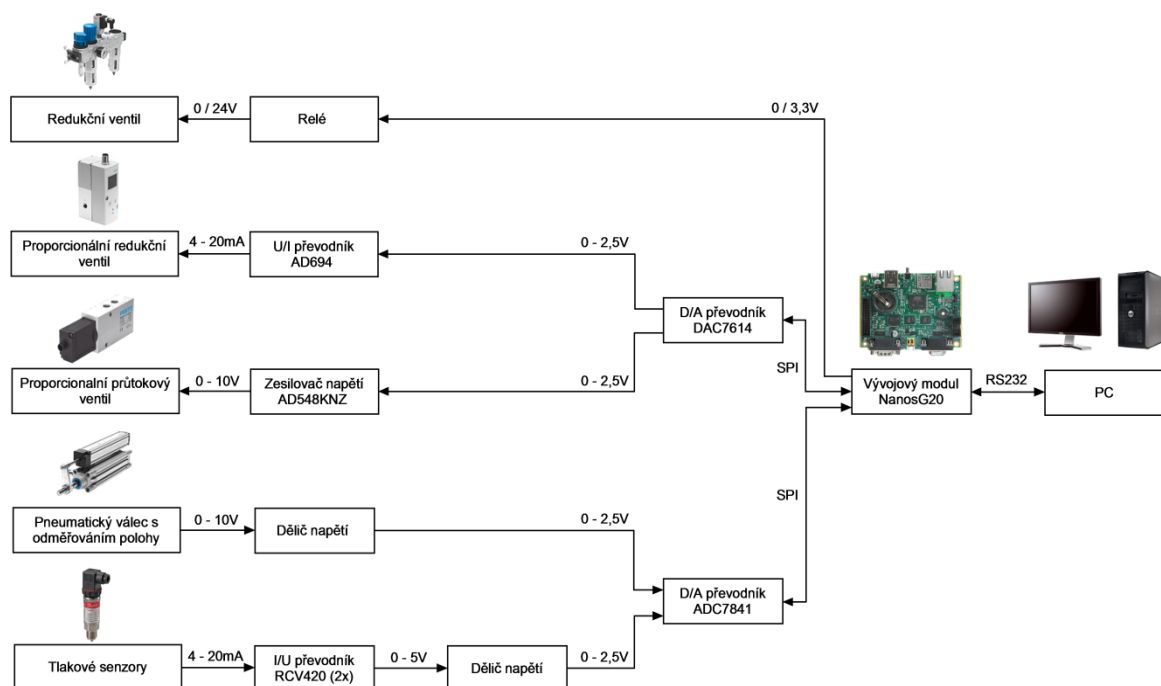 0 / 24V
0 / 3,3V
Redukční ventil
Relé
4 - 20mA
0 - 2,5V
Proporcionální redukční
ventil
U/I převodník
AD694
D/A převodník
DAC7614
SPI
0 - 10V
0 - 2,5V
Proporcionalní průtokový
ventil
Zesilovač napětí
AD548KNZ
Vývojový modul
NanosG20
RS232
PC
SPI
0 - 10V
0 - 2,5V
Pneumatický válec s
odměřováním polohy
Dělič napětí
D/A převodník
ADC7841
4 - 20mA
0 - 5V
0 - 2,5V
Tlakové senzory
I/U převodník
RCV420 (2x)
Dělič napětí